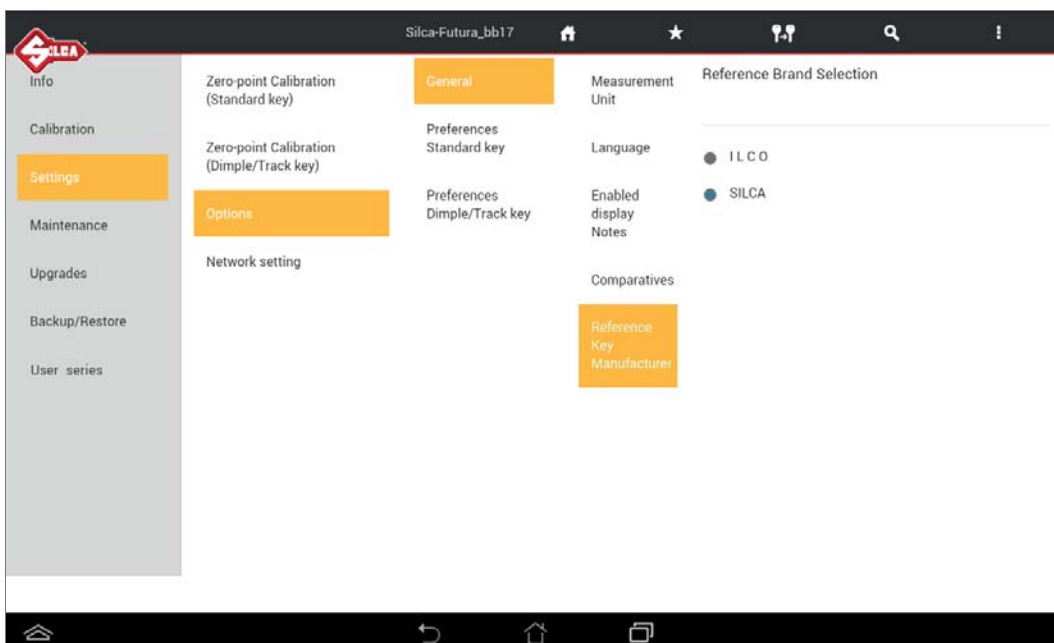 SILCA
Silca-Futura_bb17
Info
Calibration
Settings
Maintenance
Upgrades
Backup/Restore
User series
Zero-point Calibration
(Standard key)
Zero-point Calibration
(Dimple/Track key)
Options
Network setting
General
Preferences
Standard key
Preferences
Dimple/Track key
Measurement
Unit
Language
Enabled
display
Notes
Comparatives
Reference
Key
Manufacturer
Reference Brand Selection
ILCO
SILCA